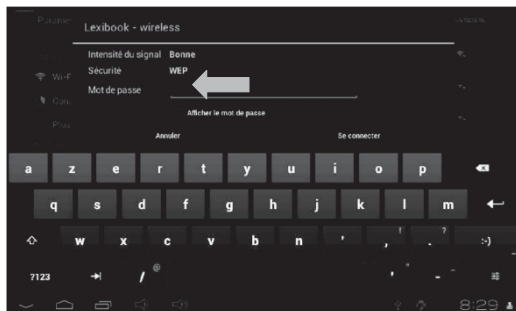 Lexibook - wireless
Intensité du signal Bonne
Sécurité WEP
Mot de passe
Afficher le mot de passe
Annuler Se connecter
a z e r t y u i o p
q s d f g h j k l m
w x c v b n ' , ! . ? :-)
?123 / @ ' " - _
8:29